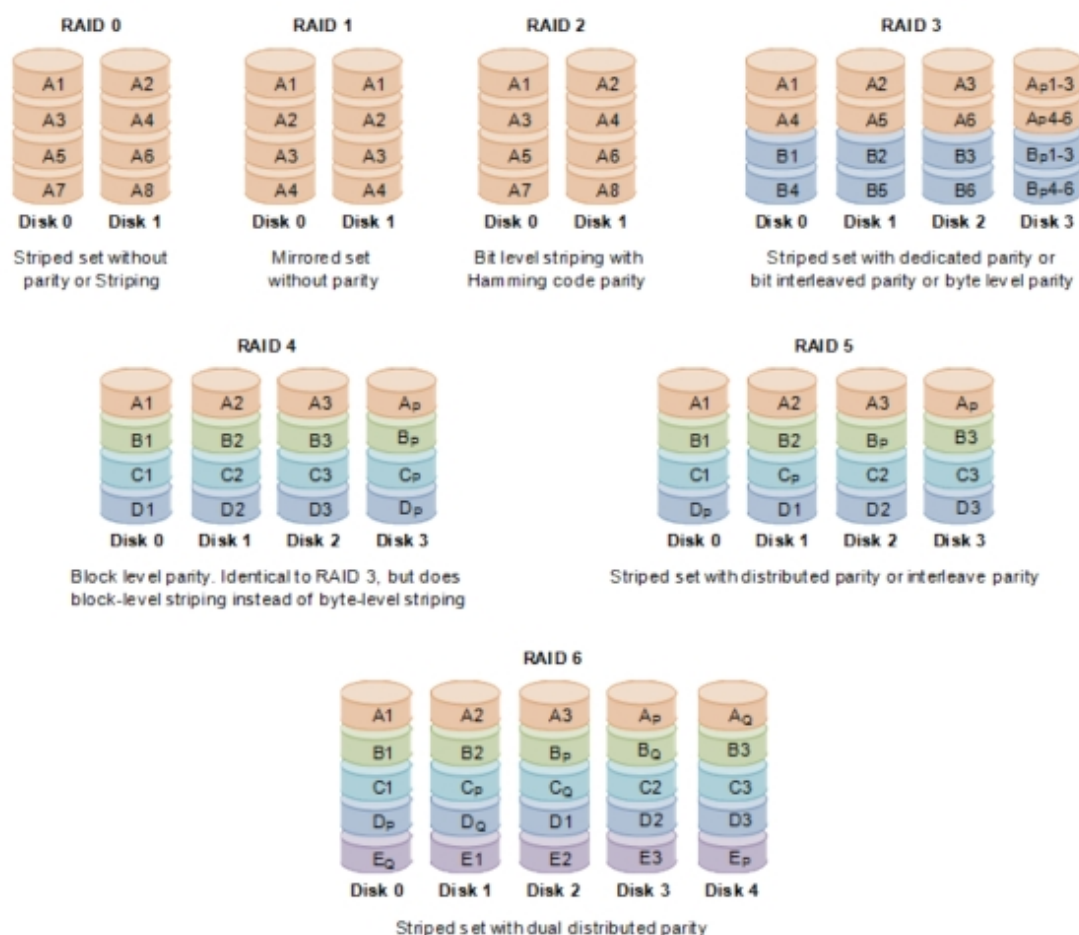 RAID 0
A1 A2
A3 A4
A5 A6
A7 A8
Disk 0 Disk 1
Striped set without
parity or Striping
RAID 1
A1 A1
A2 A2
A3 A3
A4 A4
Disk 0 Disk 1
Mirrored set
without parity
RAID 2
A1 A2
A3 A4
A5 A6
A7 A8
Disk 0 Disk 1
Bit level striping with
Hamming code parity
RAID 3
A1 A2 A3 Ap1-3
A4 A5 A6 Ap4-6
B1 B2 B3 Bp1-3
B4 B5 B6 Bp4-6
Disk 0 Disk 1 Disk 2 Disk 3
Striped set with dedicated parity or
bit interleaved parity or byte level parity
RAID 4
A1 A2 A3 AP
B1 B2 B3 BP
C1 C2 C3 CP
D1 D2 D3 DP
Disk 0 Disk 1 Disk 2 Disk 3
Block level parity. Identical to RAID 3, but does
block-level striping instead of byte-level striping
RAID 5
A1 A2 A3 AP
B1 B2 BP B3
C1 CP C2 C3
DP D1 D2 D3
Disk 0 Disk 1 Disk 2 Disk 3
Striped set with distributed parity or interleave parity
RAID 6
A1 A2 A3 AP AQ
B1 B2 BP BQ B3
C1 CP CQ C2 C3
DP DQ D1 D2 D3
EQ E1 E2 E3 EP
Disk 0 Disk 1 Disk 2 Disk 3 Disk 4
Striped set with dual distributed parity